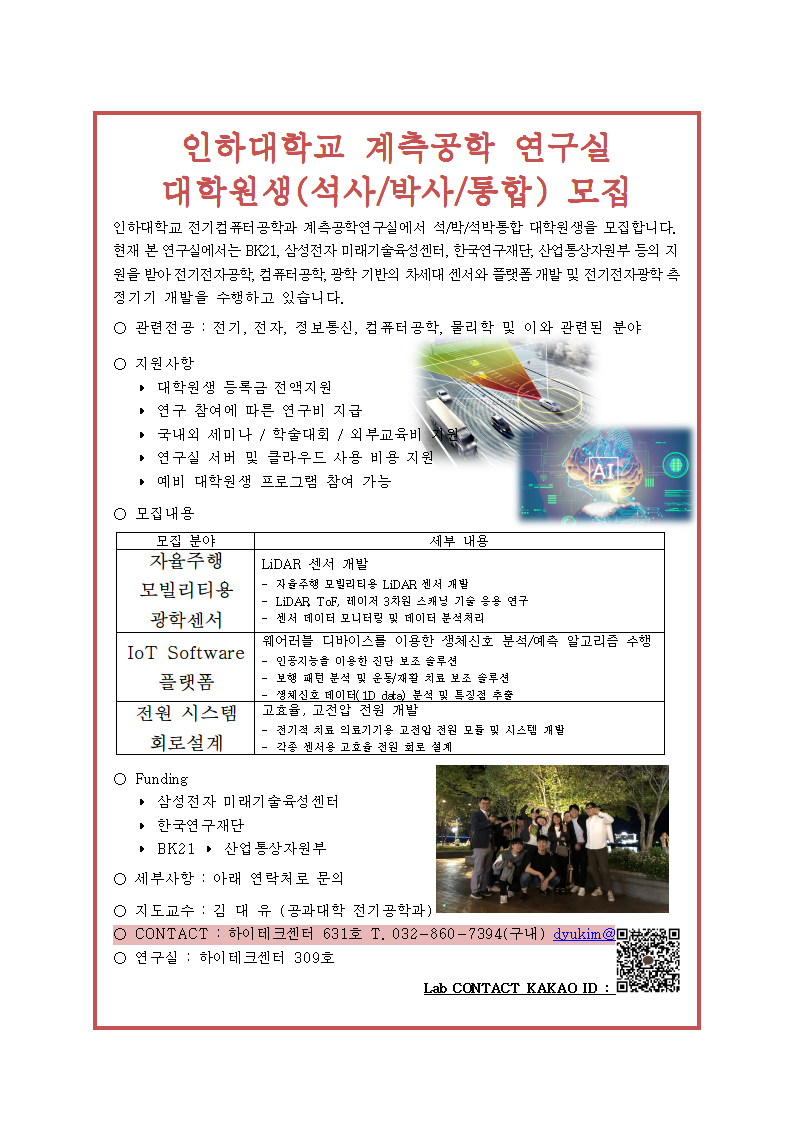 인하대학교 계측공학 연구실
대학원생(석사/박사/통합) 모집
인하대학교 전기컴퓨터공학과 계측공학연구실에서 석/박/석박통합 대학원생을 모집합니다.
현재 본 연구실에서는 BK21, 삼성전자 미래기술육성센터, 한국연구재단, 산업통상자원부 등의 지
원을 받아 전기전자공학, 컴퓨터공학, 광학 기반의 차세대 센서와 플랫폼 개발 및 전기전자광학 측
정기기 개발을 수행하고 있습니다.
○ 관련전공 : 전기, 전자, 정보통신, 컴퓨터공학, 물리학 및 이와 관련된 분야
○ 지원사항
‣ 대학원생 등록금 전액지원
‣ 연구 참여에 따른 연구비 지급
‣ 국내외 세미나 / 학술대회 / 외부교육비 지원
‣ 연구실 서버 및 클라우드 사용 비용 지원
‣ 예비 대학원생 프로그램 참여 가능
AI
○ 모집내용
모집 분야 세부 내용
자율주행
모빌리티용
광학센서
LiDAR 센서 개발
- 자율주행 모빌리티용 LiDAR 센서 개발
- LiDAR, ToF, 레이저 3차원 스캐닝 기술 응용 연구
- 센서 데이터 모니터링 및 데이터 분석처리
IoT Software
플랫폼
웨어러블 디바이스를 이용한 생체신호 분석/예측 알고리즘 수행
- 인공지능을 이용한 진단 보조 솔루션
- 보행 패턴 분석 및 운동/재활 치료 보조 솔루션
- 생체신호 데이터(1D data) 분석 및 특징점 추출
전원 시스템
회로설계
고효율, 고전압 전원 개발
- 전기적 치료 의료기기용 고전압 전원 모듈 및 시스템 개발
- 각종 센서용 고효율 전원 회로 설계
○ Funding
‣ 삼성전자 미래기술육성센터
‣ 한국연구재단
‣ BK21 ‣ 산업통상자원부
○ 세부사항 : 아래 연락처로 문의
○ 지도교수 : 김 대 유 (공과대학 전기공학과)
○ CONTACT : 하이테크센터 631호 T. 032-860-7394(구내) dyukim@
○ 연구실 : 하이테크센터 309호
Lab CONTACT KAKAO ID :